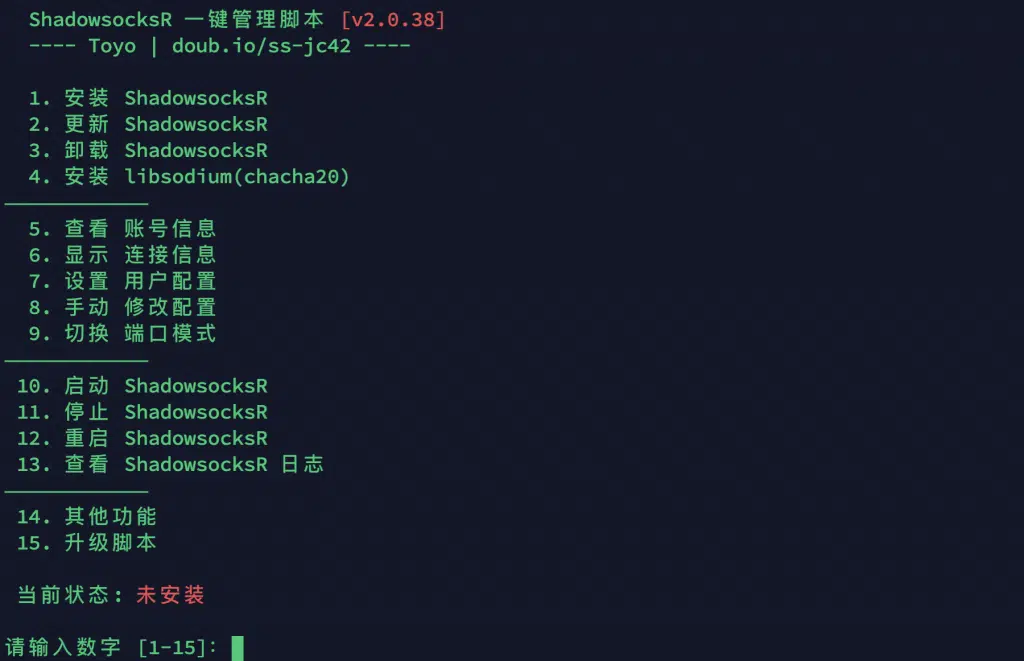 ShadowsocksR 一键管理脚本 [v2.0.38]
---- Toyo | doub.io/ss-jc42 ----
1. 安装 ShadowsocksR
2. 更新 ShadowsocksR
3. 卸载 ShadowsocksR
4. 安装 libsodium(chacha20)
5. 查看 账号信息
6. 显示 连接信息
7. 设置 用户配置
8. 手动 修改配置
9. 切换 端口模式
10. 启动 ShadowsocksR
11. 停止 ShadowsocksR
12. 重启 ShadowsocksR
13. 查看 ShadowsocksR 日志
14. 其他功能
15. 升级脚本
当前状态: 未安装
请输入数字 [1-15]: